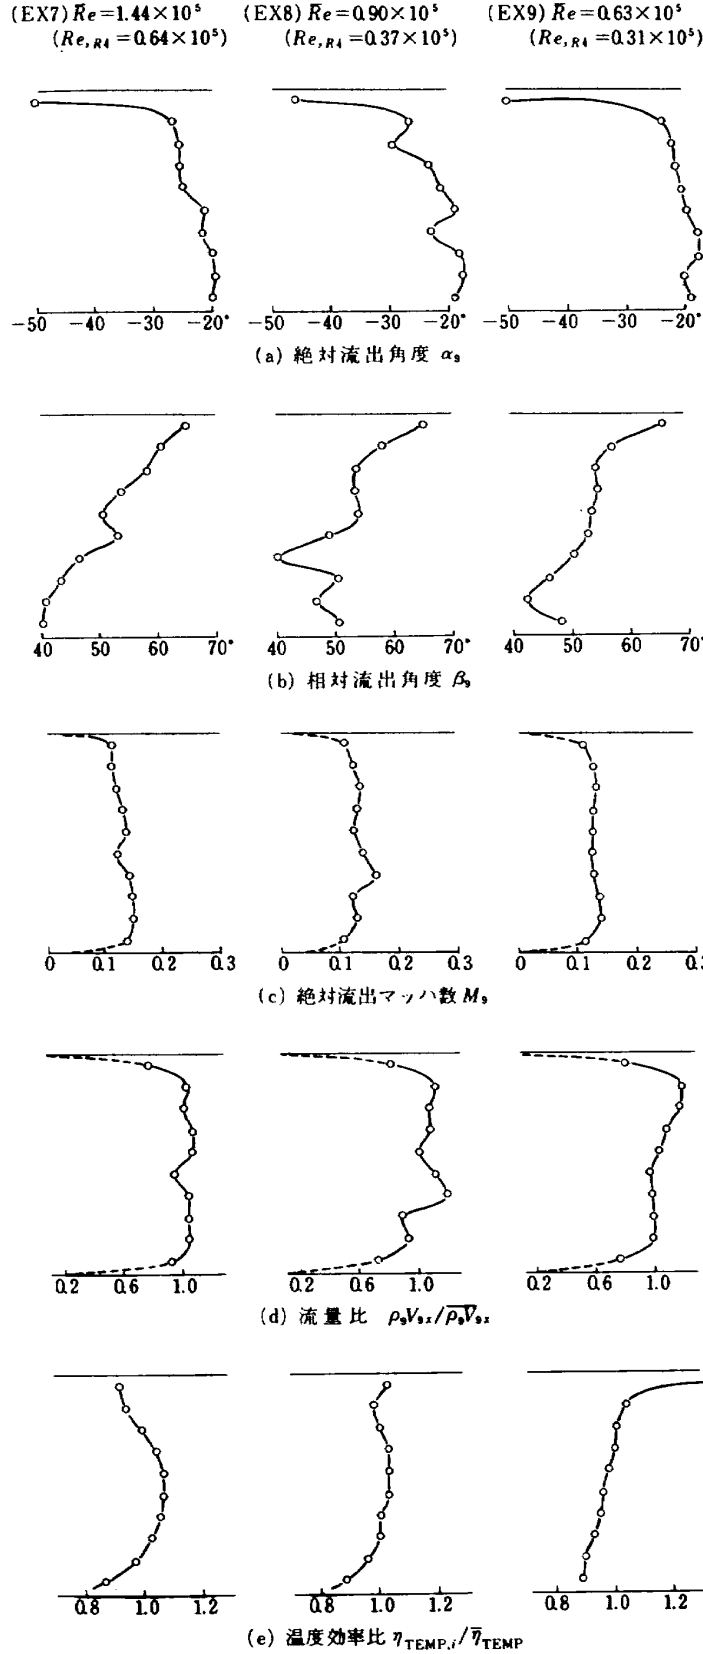 (EX7) R̄e=1.44×10⁵ (EX8) R̄e=0.90×10⁵ (EX9) R̄e=0.63×10⁵
(Re,R4=0.64×10⁵) (Re,R4=0.37×10⁵) (Re,R4=0.31×10⁵)
−50 −40 −30 −20° −50 −40 −30 −20° −50 −40 −30 −20°
(a) 絶対流出角度 α₉
40 50 60 70° 40 50 60 70° 40 50 60 70°
(b) 相対流出角度 β₉
0 0.1 0.2 0.3 0 0.1 0.2 0.3 0 0.1 0.2 0.3
(c) 絶対流出マッハ数 M₉
0.2 0.6 1.0 0.2 0.6 1.0 0.2 0.6 1.0
(d) 流量比 ρ₉V₉ₓ/ρ₉V₉ₓ
0.8 1.0 1.2 0.8 1.0 1.2 0.8 1.0 1.2
(e) 温度効率比 η_TEMP,i/η̄_TEMP